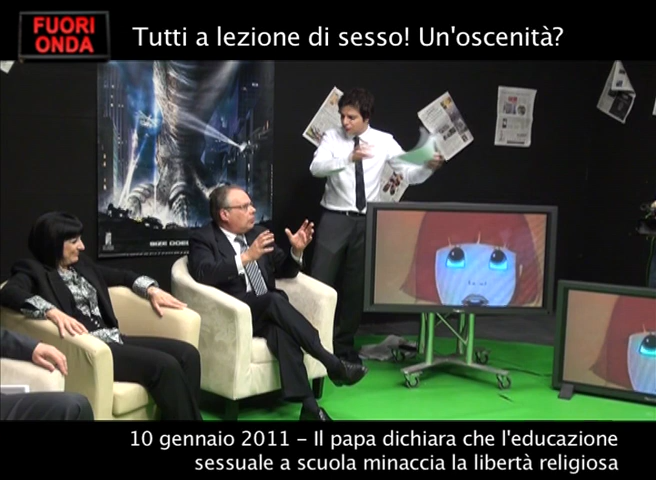 FUORI
ONDA
Tutti a lezione di sesso! Un'oscenità?
10 gennaio 2011 - Il papa dichiara che l'educazione
sessuale a scuola minaccia la libertà religiosa